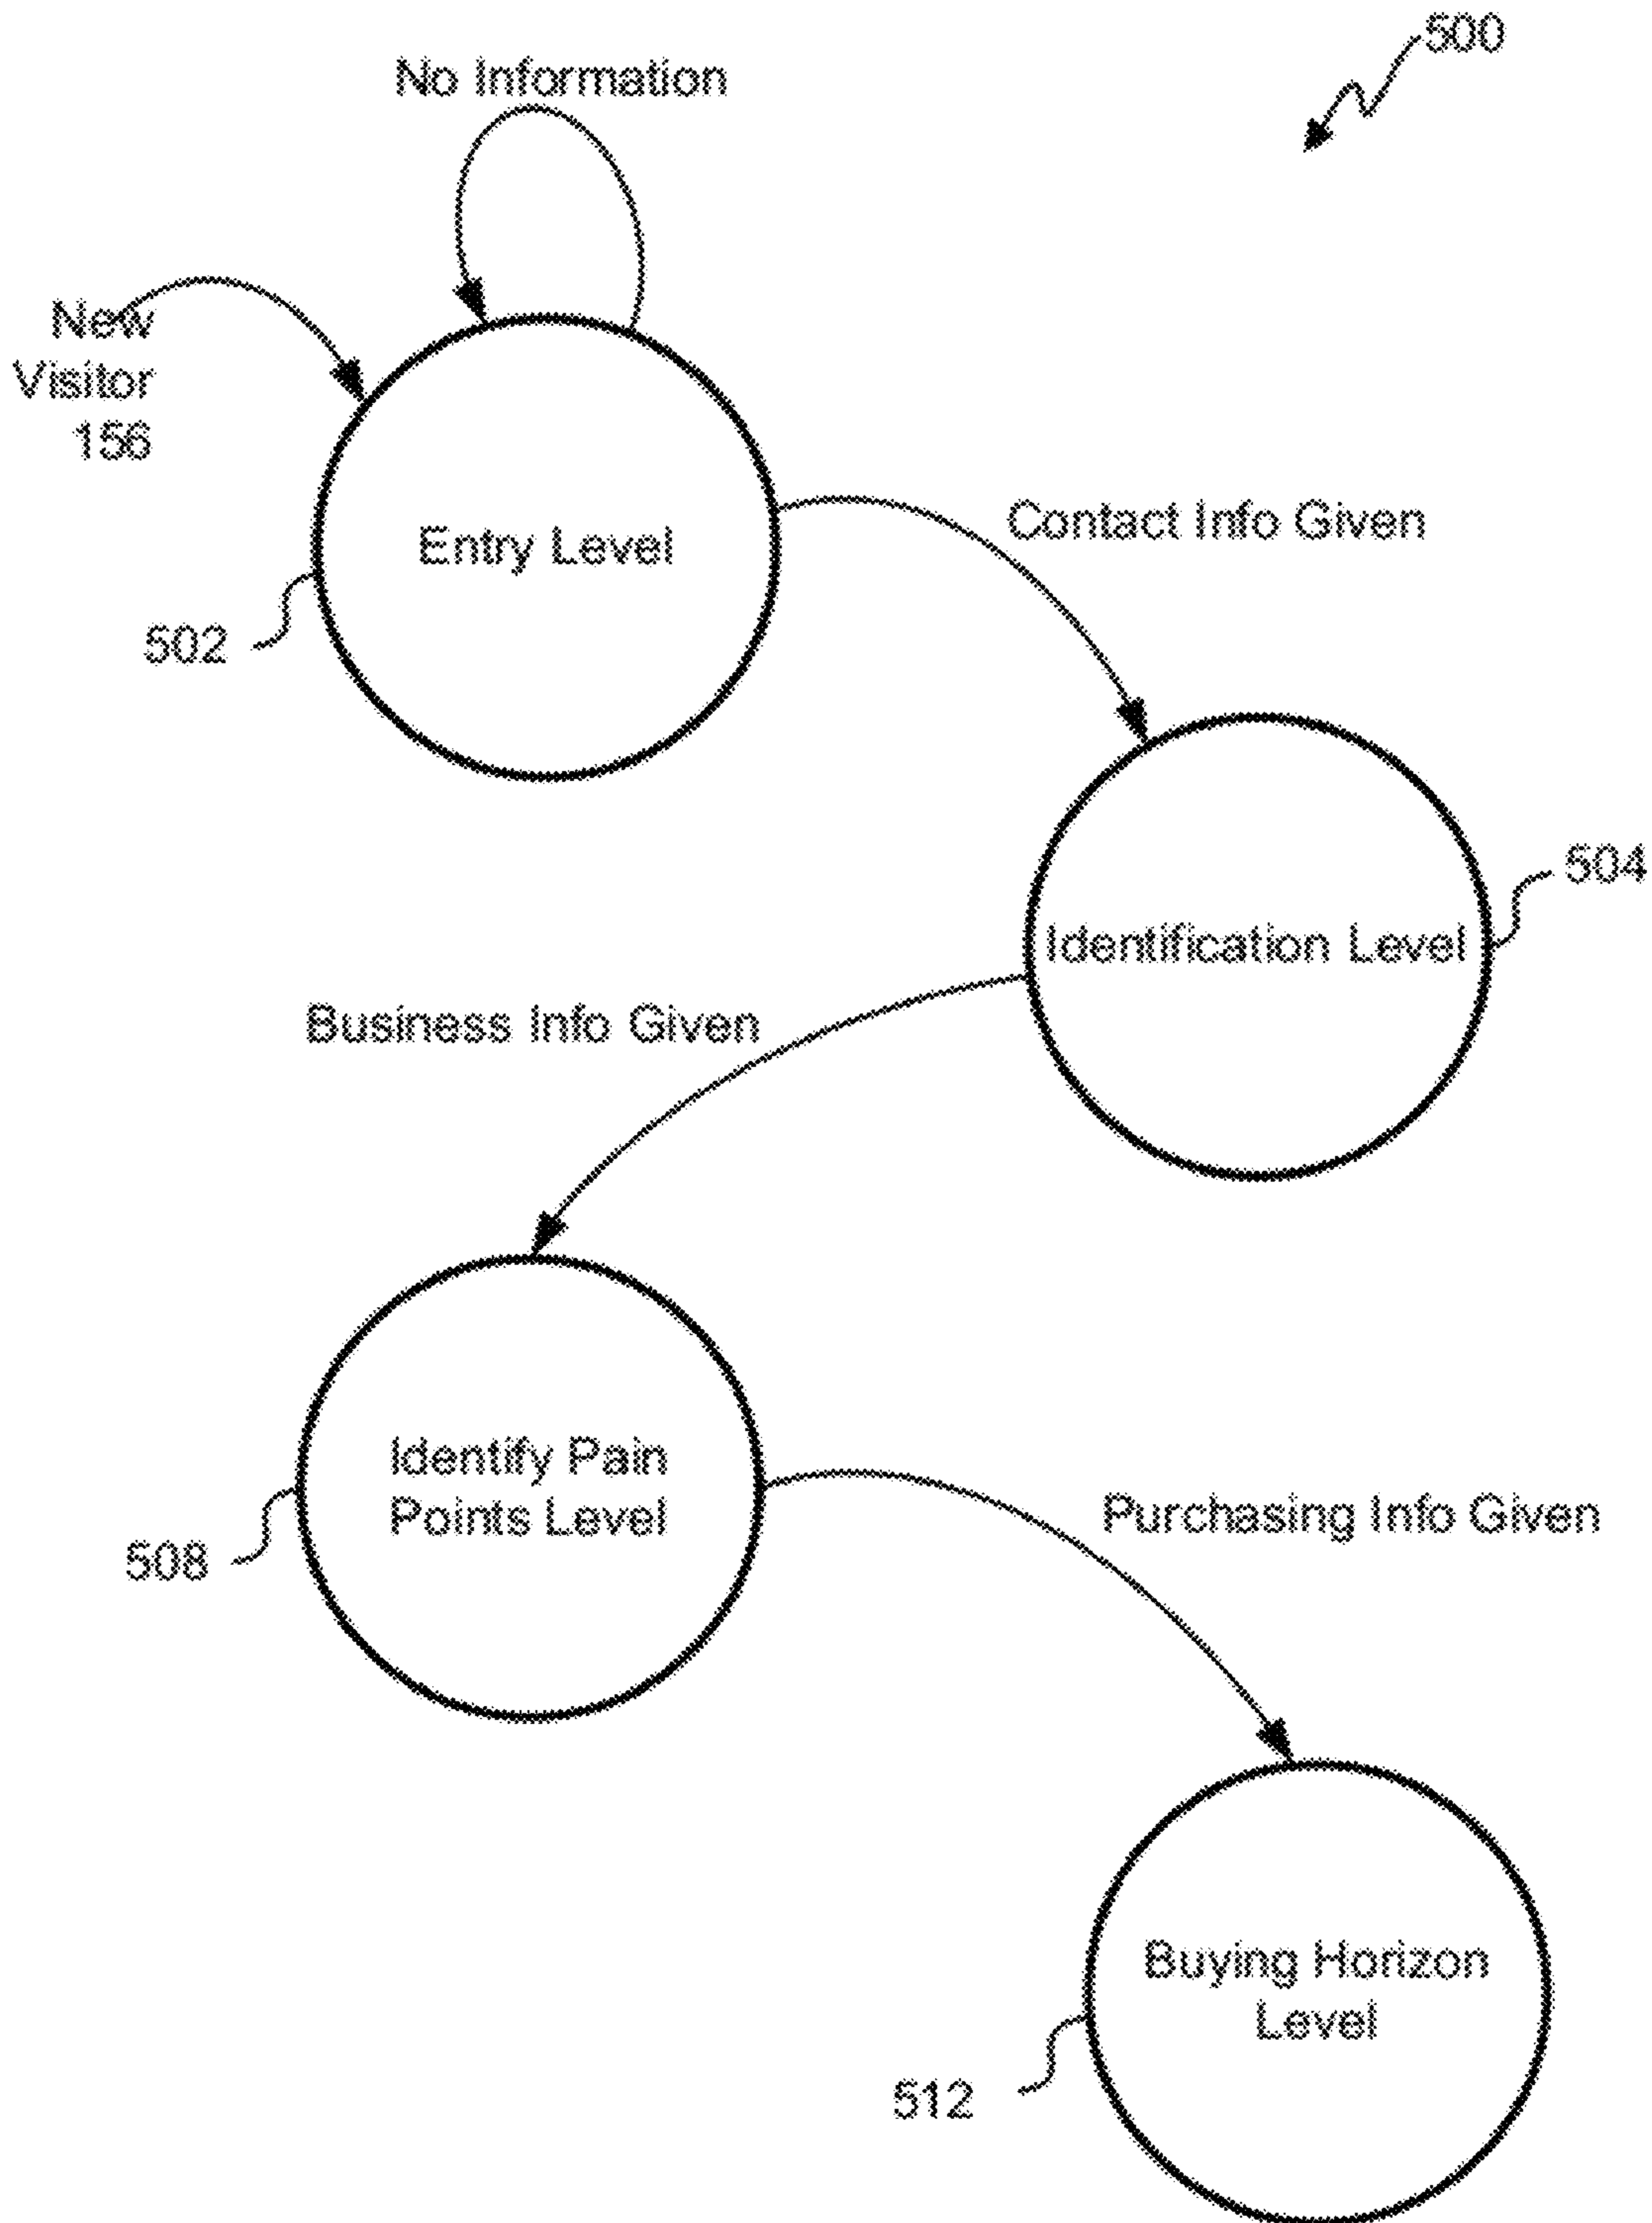 500
No Information
New
Visitor
156
Entry Level
Contact Info Given
502
504
Identification Level
Business Info Given
Identify Pain
Points Level
Purchasing Info Given
508
Buying Horizon
Level
512